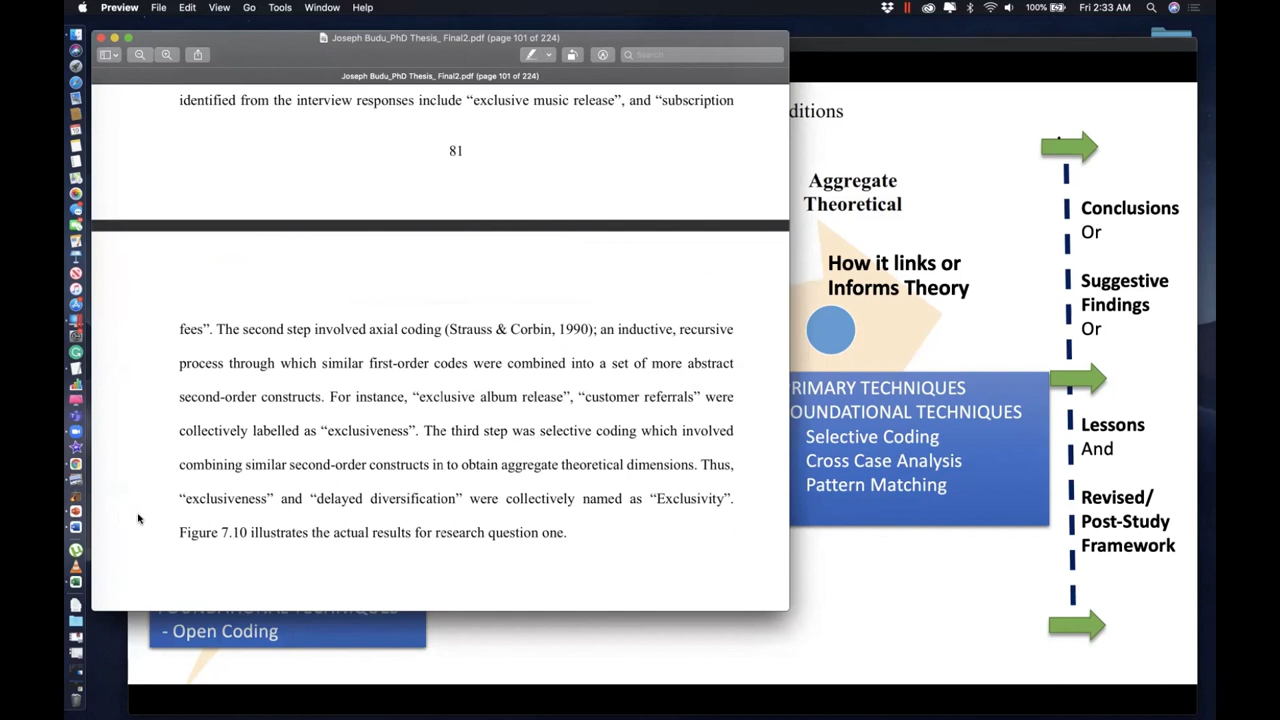 Preview File Edit View Go Tools Window Help 100% Fri 2:33 AM
Joseph Budu_PhD Thesis_ Final2.pdf (page 101 of 224)
Search
Joseph Budu_PhD Thesis_ Final2.pdf (page 101 of 224)
identified from the interview responses include “exclusive music release”, and “subscription
81
fees”. The second step involved axial coding (Strauss & Corbin, 1990); an inductive, recursive
process through which similar first-order codes were combined into a set of more abstract
second-order constructs. For instance, “exclusive album release”, “customer referrals” were
collectively labelled as “exclusiveness”. The third step was selective coding which involved
combining similar second-order constructs in to obtain aggregate theoretical dimensions. Thus,
“exclusiveness” and “delayed diversification” were collectively named as “Exclusivity”.
Figure 7.10 illustrates the actual results for research question one.
ditions
Aggregate
Theoretical
How it links or
Informs Theory
RIMARY TECHNIQUES
OUNDATIONAL TECHNIQUES
Selective Coding
Cross Case Analysis
Pattern Matching
Conclusions
Or
Suggestive
Findings
Or
Lessons
And
Revised/
Post-Study
Framework
- Open Coding